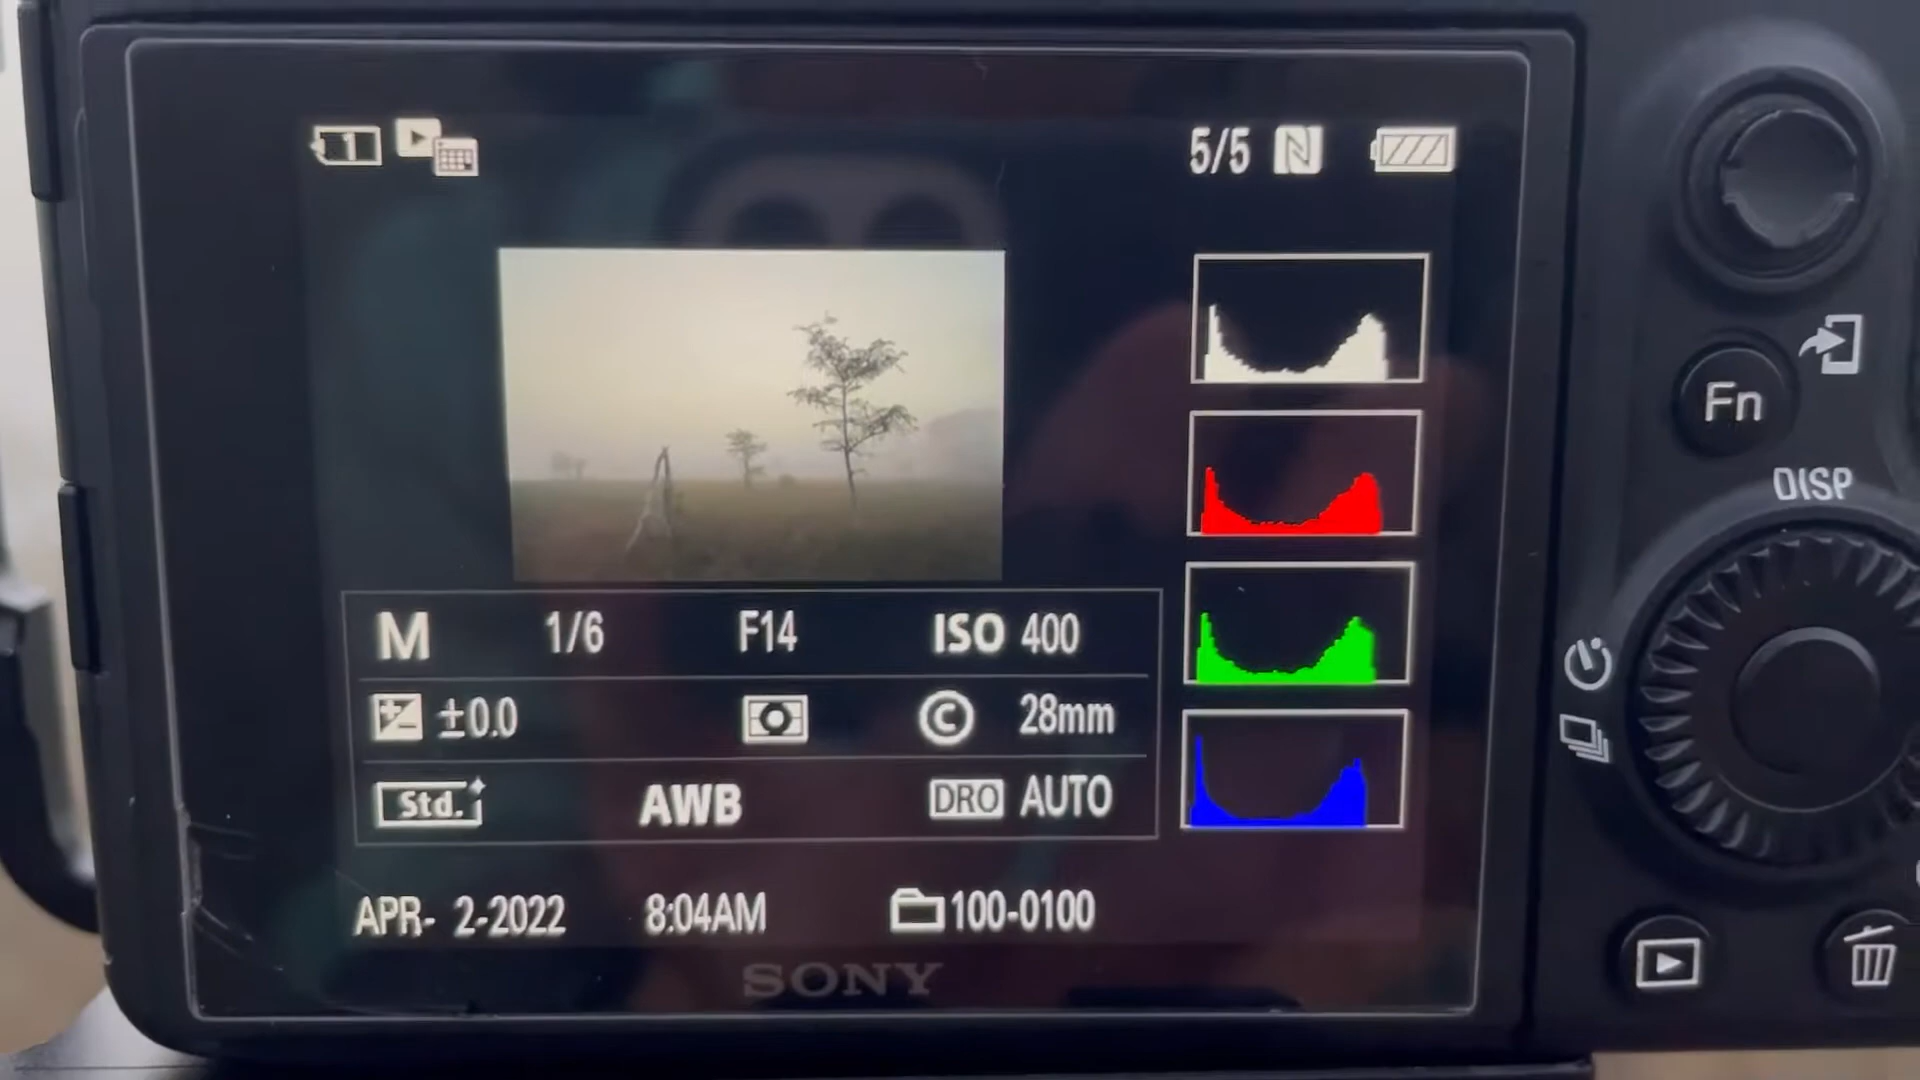 1 5/5 N
M 1/6 F14 ISO 400
±0.0 C 28mm
Std. AWB DRO AUTO
APR- 2-2022 8:04AM 100-0100
SONY
Fn
DISP